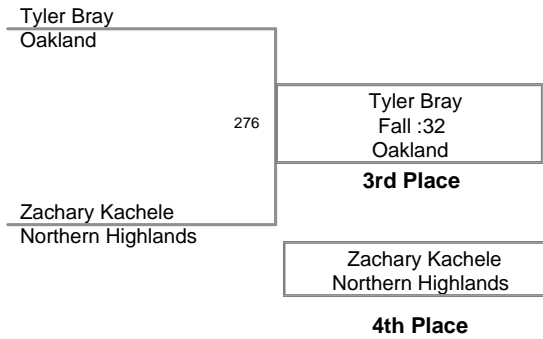 Tyler Bray
Oakland
276
Tyler Bray
Fall :32
Oakland
3rd Place
Zachary Kachele
Northern Highlands
Zachary Kachele
Northern Highlands
4th Place